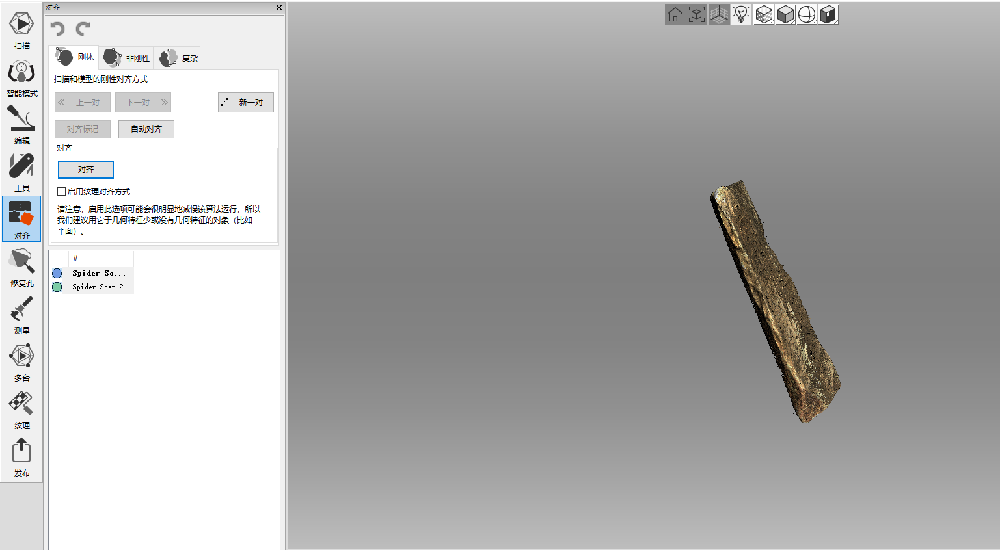 对齐
扫描
智能模式
编辑
工具
对齐
修复孔
测量
多台
纹理
发布
刚体
非刚性
复杂
扫描和模型的刚性对齐方式
上一对
下一对
新一对
对齐标记
自动对齐
对齐
对齐
启用纹理对齐方式
请注意，启用此选项可能会很明显地减慢该算法运行，所以
我们建议用它于几何特征少或没有几何特征的对象（比如
平面）。
#
Spider Sc...
Spider Scan 2